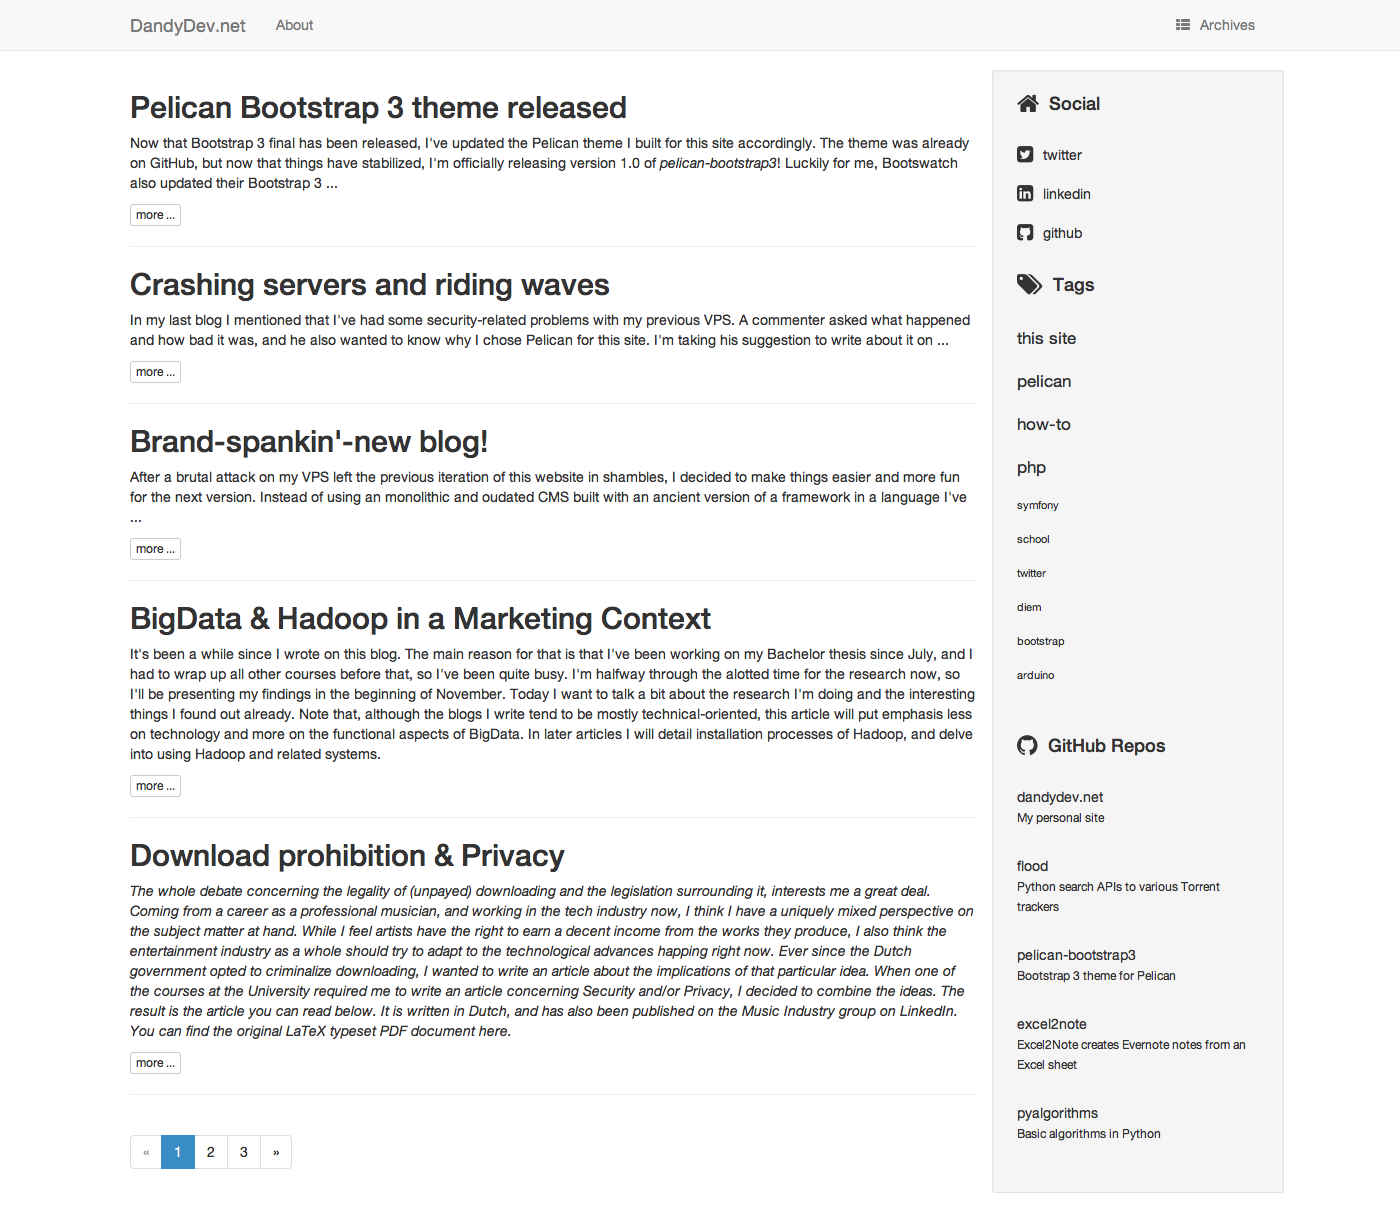 DandyDev.net About Archives
Pelican Bootstrap 3 theme released
Now that Bootstrap 3 final has been released, I've updated the Pelican theme I built for this site accordingly. The theme was already
on GitHub, but now that things have stabilized, I'm officially releasing version 1.0 of pelican-bootstrap3! Luckily for me, Bootswatch
also updated their Bootstrap 3 ...
more ...
Crashing servers and riding waves
In my last blog I mentioned that I've had some security-related problems with my previous VPS. A commenter asked what happened
and how bad it was, and he also wanted to know why I chose Pelican for this site. I'm taking his suggestion to write about it on ...
more ...
Brand-spankin'-new blog!
After a brutal attack on my VPS left the previous iteration of this website in shambles, I decided to make things easier and more fun
for the next version. Instead of using an monolithic and oudated CMS built with an ancient version of a framework in a language I've
...
more ...
BigData & Hadoop in a Marketing Context
It's been a while since I wrote on this blog. The main reason for that is that I've been working on my Bachelor thesis since July, and I
had to wrap up all other courses before that, so I've been quite busy. I'm halfway through the alotted time for the research now, so
I'll be presenting my findings in the beginning of November. Today I want to talk a bit about the research I'm doing and the interesting
things I found out already. Note that, although the blogs I write tend to be mostly technical-oriented, this article will put emphasis less
on technology and more on the functional aspects of BigData. In later articles I will detail installation processes of Hadoop, and delve
into using Hadoop and related systems.
more ...
Download prohibition & Privacy
The whole debate concerning the legality of (unpayed) downloading and the legislation surrounding it, interests me a great deal.
Coming from a career as a professional musician, and working in the tech industry now, I think I have a uniquely mixed perspective on
the subject matter at hand. While I feel artists have the right to earn a decent income from the works they produce, I also think the
entertainment industry as a whole should try to adapt to the technological advances happing right now. Ever since the Dutch
government opted to criminalize downloading, I wanted to write an article about the implications of that particular idea. When one of
the courses at the University required me to write an article concerning Security and/or Privacy, I decided to combine the ideas. The
result is the article you can read below. It is written in Dutch, and has also been published on the Music Industry group on LinkedIn.
You can find the original LaTeX typeset PDF document here.
more ...
« 1 2 3 »
Social
twitter
linkedin
github
Tags
this site
pelican
how-to
php
symfony
school
twitter
diem
bootstrap
arduino
GitHub Repos
dandydev.net
My personal site
flood
Python search APIs to various Torrent
trackers
pelican-bootstrap3
Bootstrap 3 theme for Pelican
excel2note
Excel2Note creates Evernote notes from an
Excel sheet
pyalgorithms
Basic algorithms in Python